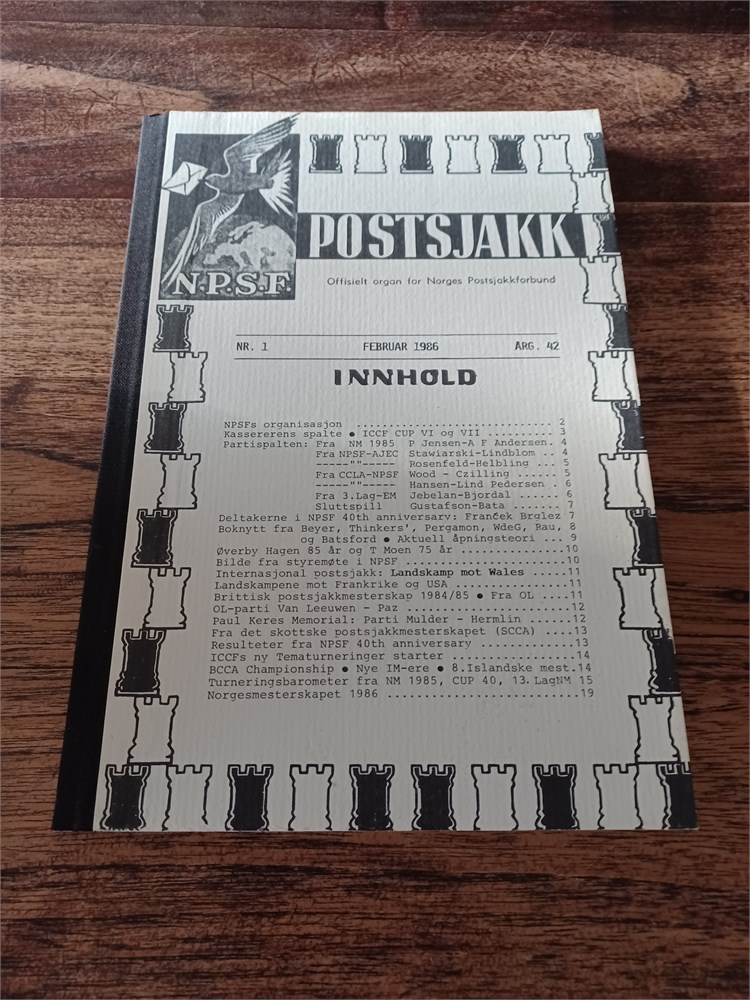 N.P.S.F.
POSTSJAKK
Offisielt organ for Norges Postsjakkforbund
NR. 1 FEBRUAR 1986 ÅRG. 42
INNHOLD
NPSFs organisasjon .............................. 2
Kassererens spalte ● ICCF CUP VI og VII .......... 3
Partispalten: Fra NM 1985 P Jensen-A F Andersen. 4
Fra NPSF-AJEC Stawiarski-Lindblom .. 4
-----""----- Rosenfeld-Helbling ... 5
Fra CCLA-NPSF Wood - Czilling ...... 5
-----""----- Hansen-Lind Pedersen . 6
Fra 3.Lag-EM Jebelan-Bjordal ...... 6
Sluttspill Gustafson-Bata ....... 7
Deltakerne i NPSF 40th anniversary: Franček Brglez 7
Boknytt fra Beyer, Thinkers', Pergamon, WdeG, Rau, 8
og Batsford ● Aktuell åpningsteori ... 9
Øverby Hagen 85 år og T Moen 75 år ..............10
Bilde fra styremøte i NPSF ......................10
Internasjonal postsjakk: Landskamp mot Wales .....11
Landskampene mot Frankrike og USA ...............11
Brittisk postsjakkmesterskap 1984/85 ● Fra OL ....11
OL-parti Van Leeuwen - Paz ......................12
Paul Keres Memorial: Parti Mulder - Hermlin ......12
Fra det skottske postsjakkmesterskapet (SCCA) ....13
Resulteter fra NPSF 40th anniversary ............13
ICCFs ny Tematurneringer starter ................14
BCCA Championship ● Nye IM-ere ● 8.Islandske mest.14
Turneringsbarometer fra NM 1985, CUP 40, 13.LagNM 15
Norgesmesterskapet 1986 .........................19